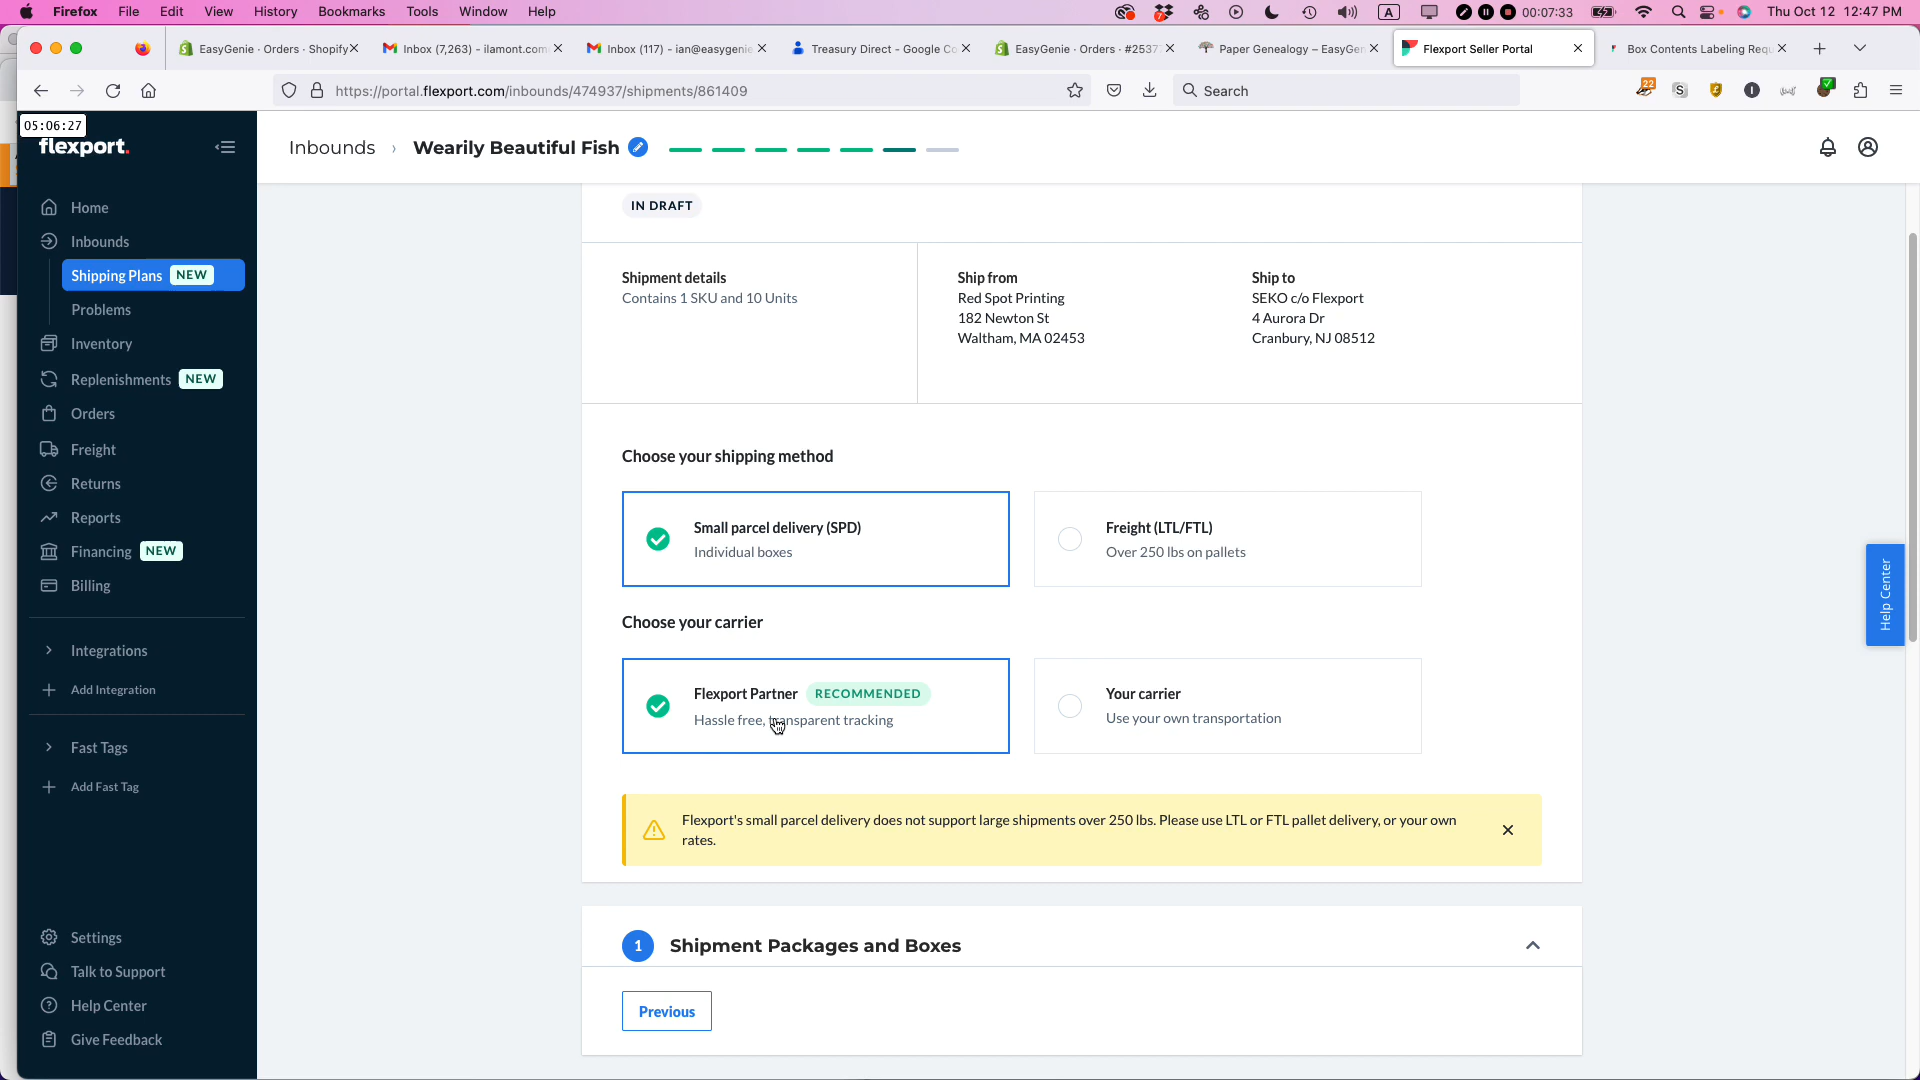 Firefox File Edit View History Bookmarks Tools Window Help 7 A 00:07:33 Thu Oct 12 12:47 PM
EasyGenie · Orders · Shopify Inbox (7,263) - ilamont.com Inbox (117) - ian@easygenie Treasury Direct - Google Co EasyGenie · Orders · #2537 Paper Genealogy – EasyGen Flexport Seller Portal Box Contents Labeling Requ
https://portal.flexport.com/inbounds/474937/shipments/861409 Search 22 S I
05:06:27
flexport.
Inbounds › Wearily Beautiful Fish
Home
Inbounds
Shipping Plans NEW
Problems
Inventory
Replenishments NEW
Orders
Freight
Returns
Reports
Financing NEW
Billing
Integrations
Add Integration
Fast Tags
Add Fast Tag
Settings
Talk to Support
Help Center
Give Feedback
IN DRAFT
Shipment details
Contains 1 SKU and 10 Units
Ship from
Red Spot Printing
182 Newton St
Waltham, MA 02453
Ship to
SEKO c/o Flexport
4 Aurora Dr
Cranbury, NJ 08512
Choose your shipping method
Small parcel delivery (SPD)
Individual boxes
Freight (LTL/FTL)
Over 250 lbs on pallets
Choose your carrier
Flexport Partner RECOMMENDED
Hassle free, transparent tracking
Your carrier
Use your own transportation
Flexport's small parcel delivery does not support large shipments over 250 lbs. Please use LTL or FTL pallet delivery, or your own
rates.
1 Shipment Packages and Boxes
Previous
Help Center